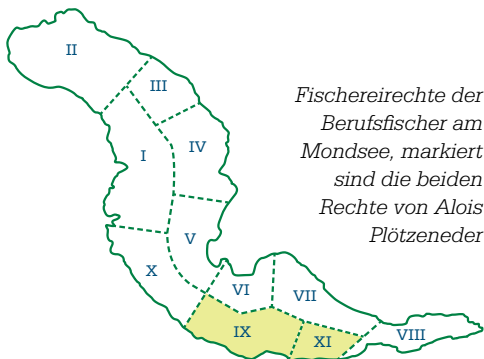 II
III
Fischereirechte der
Berufsfischer am
Mondsee, markiert
sind die beiden
Rechte von Alois
Plötzeneder
I
IV
V
X
VI
VII
IX
XI
VIII